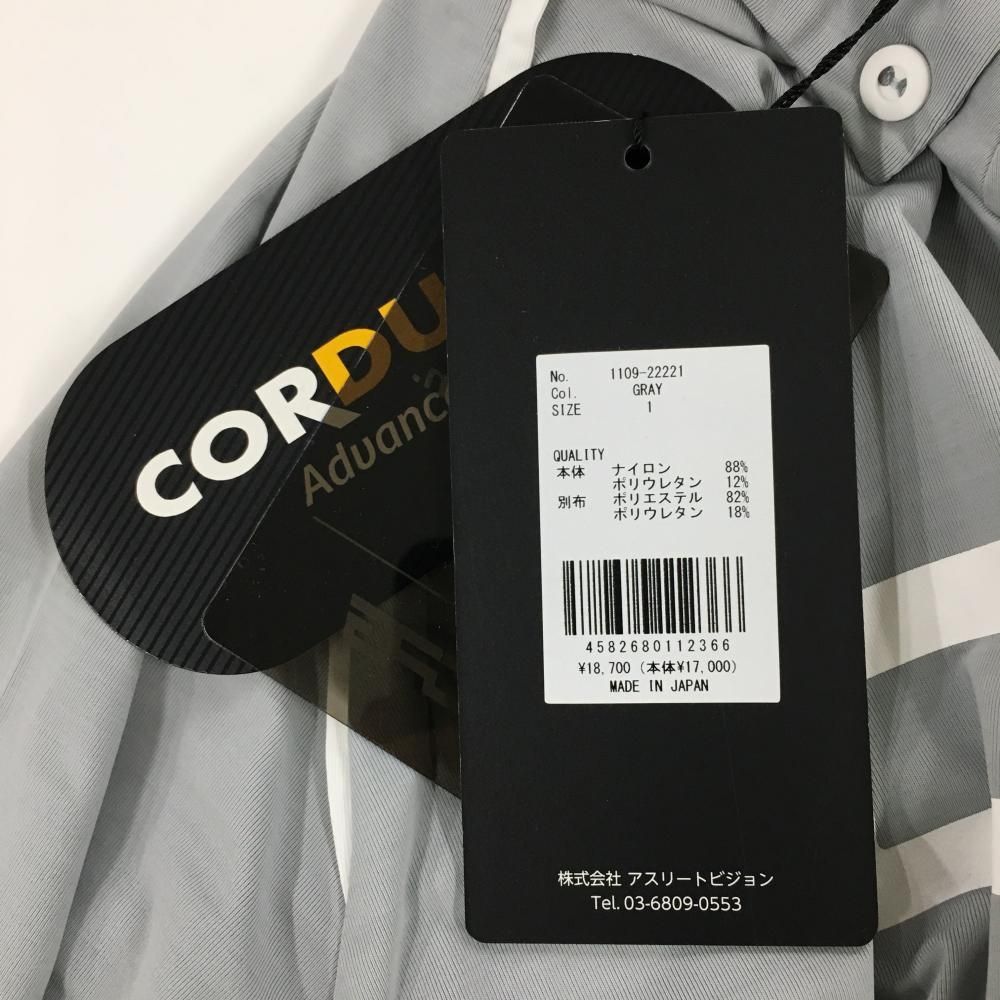 COR
No. 1109-22221
Col. GRAY
SIZE 1
QUALITY
本体 ナイロン 88%
ポリウレタン 12%
別布 ポリエステル 82%
ポリウレタン 18%
4582680112366
¥18,700 (本体¥17,000)
MADE IN JAPAN
株式会社 アスリートビジョン
Tel. 03-6809-0553